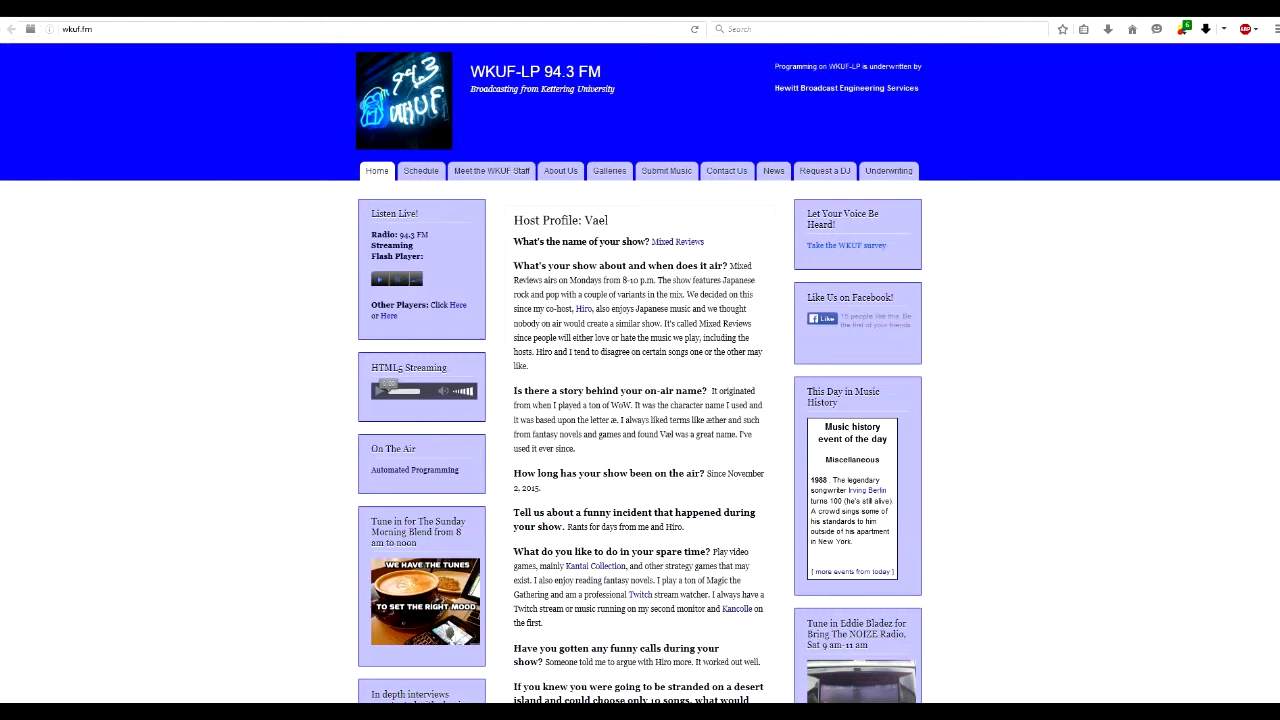 wkuf.fm
Search
6
ABP
94.3
WKUF
WKUF-LP 94.3 FM
Broadcasting from Kettering University
Programming on WKUF-LP is underwritten by
Hewitt Broadcast Engineering Services
Home
Schedule
Meet the WKUF Staff
About Us
Galleries
Submit Music
Contact Us
News
Request a DJ
Underwriting
Listen Live!
Radio: 94.3 FM
Streaming
Flash Player:
Other Players: Click Here
or Here
HTML5 Streaming
0:00
On The Air
Automated Programming
Tune in for The Sunday
Morning Blend from 8
am to noon
WE HAVE THE TUNES
TO SET THE RIGHT MOOD
In depth interviews
Host Profile: Vael
What's the name of your show? Mixed Reviews
What's your show about and when does it air? Mixed
Reviews airs on Mondays from 8-10 p.m. The show features Japanese
rock and pop with a couple of variants in the mix. We decided on this
since my co-host, Hiro, also enjoys Japanese music and we thought
nobody on air would create a similar show. It's called Mixed Reviews
since people will either love or hate the music we play, including the
hosts. Hiro and I tend to disagree on certain songs one or the other may
like.
Is there a story behind your on-air name? It originated
from when I played a ton of WoW. It was the character name I used and
it was based upon the letter æ. I always liked terms like æther and such
from fantasy novels and games and found Væl was a great name. I've
used it ever since.
How long has your show been on the air? Since November
2, 2015.
Tell us about a funny incident that happened during
your show. Rants for days from me and Hiro.
What do you like to do in your spare time? Play video
games, mainly Kantai Collection, and other strategy games that may
exist. I also enjoy reading fantasy novels. I play a ton of Magic the
Gathering and am a professional Twitch stream watcher. I always have a
Twitch stream or music running on my second monitor and Kancolle on
the first.
Have you gotten any funny calls during your
show? Someone told me to argue with Hiro more. It worked out well.
If you knew you were going to be stranded on a desert
island and could choose only 10 songs, what would
Let Your Voice Be
Heard!
Take the WKUF survey
Like Us on Facebook!
Like
15 people like this. Be
the first of your friends.
This Day in Music
History
Music history
event of the day
Miscellaneous
1988 . The legendary
songwriter Irving Berlin
turns 100 (he's still alive).
A crowd sings some of
his standards to him
outside of his apartment
in New York.
[ more events from today ]
Tune in Eddie Bladez for
Bring The NOIZE Radio,
Sat 9 am-11 am